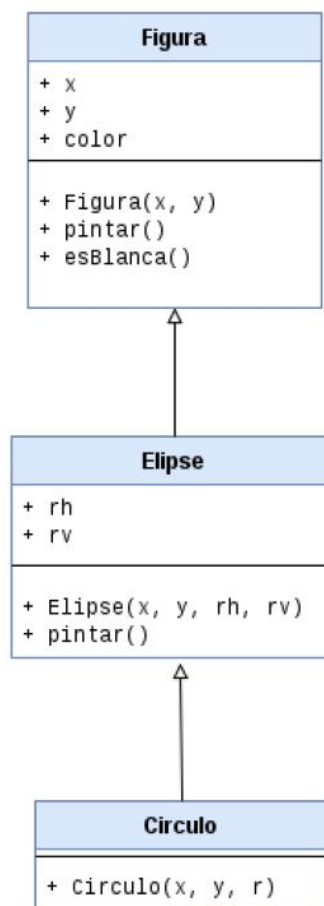 Figura
+ x
+ y
+ color
+ Figura(x, y)
+ pintar()
+ esBlanca()
Elipse
+ rh
+ rv
+ Elipse(x, y, rh, rv)
+ pintar()
Circulo
+ Circulo(x, y, r)